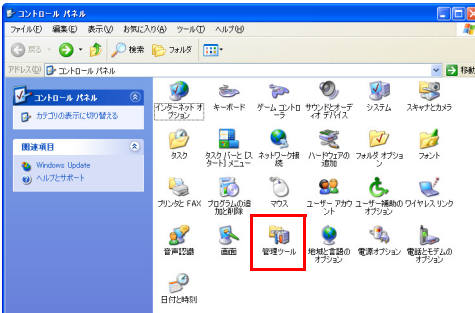 コントロール パネル
ファイル(F) 編集(E) 表示(V) お気に入り(A) ツール(T) ヘルプ(H)
戻る 検索 フォルダ
アドレス(D) コントロール パネル 移動
コントロール パネル
カテゴリの表示に切り替える
関連項目
Windows Update
ヘルプとサポート
インターネット オ
プション
キーボード
ゲーム コントロ
ーラ
サウンドとオーデ
ィオ デバイス
システム
スキャナとカメラ
タスク
タスク バーと [ス
タート] メニュー
ネットワーク接
続
ハードウェアの
追加
フォルダ オプショ
ン
フォント
プリンタと FAX
プログラムの追
加と削除
マウス
ユーザー アカウ
ント
ユーザー補助の
オプション
ワイヤレス リンク
音声認識
画面
管理ツール
地域と言語の
オプション
電源オプション
電話とモデムの
オプション
日付と時刻